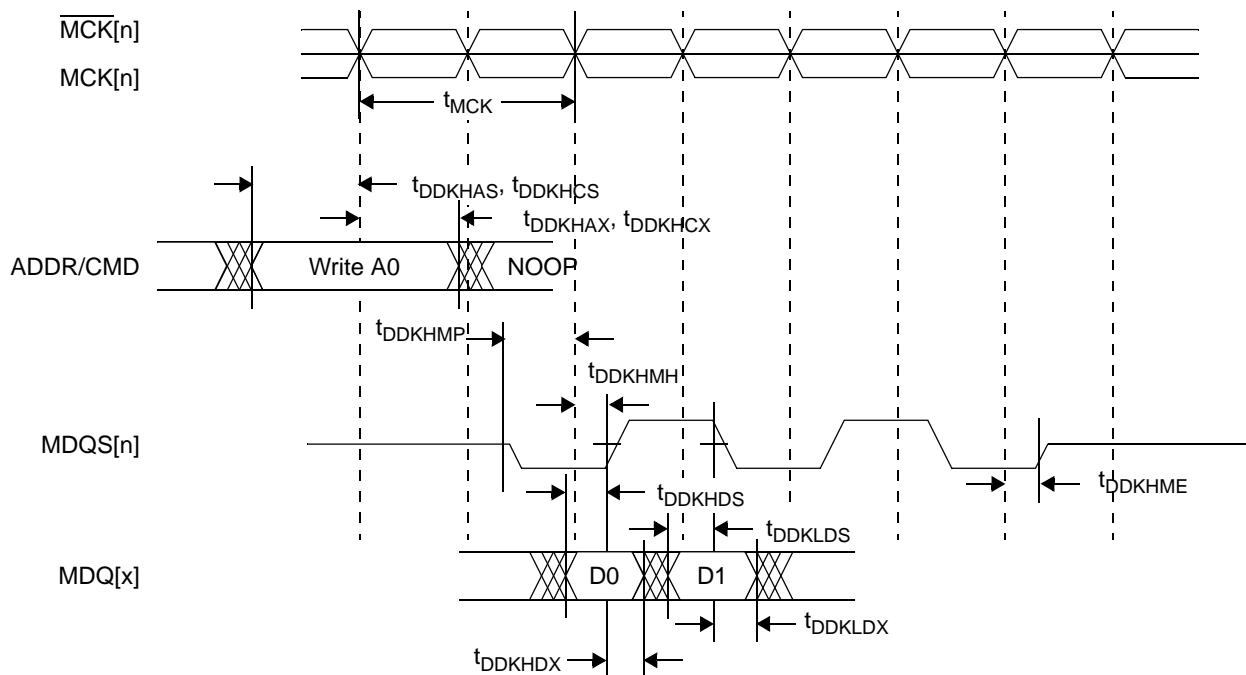 MCK[n]
MCK[n]
tMCK
tDDKHAS, tDDKHCS
tDDKHAX, tDDKHCX
ADDR/CMD Write A0 NOOP
tDDKHMP
tDDKHMH
MDQS[n]
tDDKHDS tDDKHME
tDDKLDS
MDQ[x] D0 D1
tDDKLDX
tDDKHDX